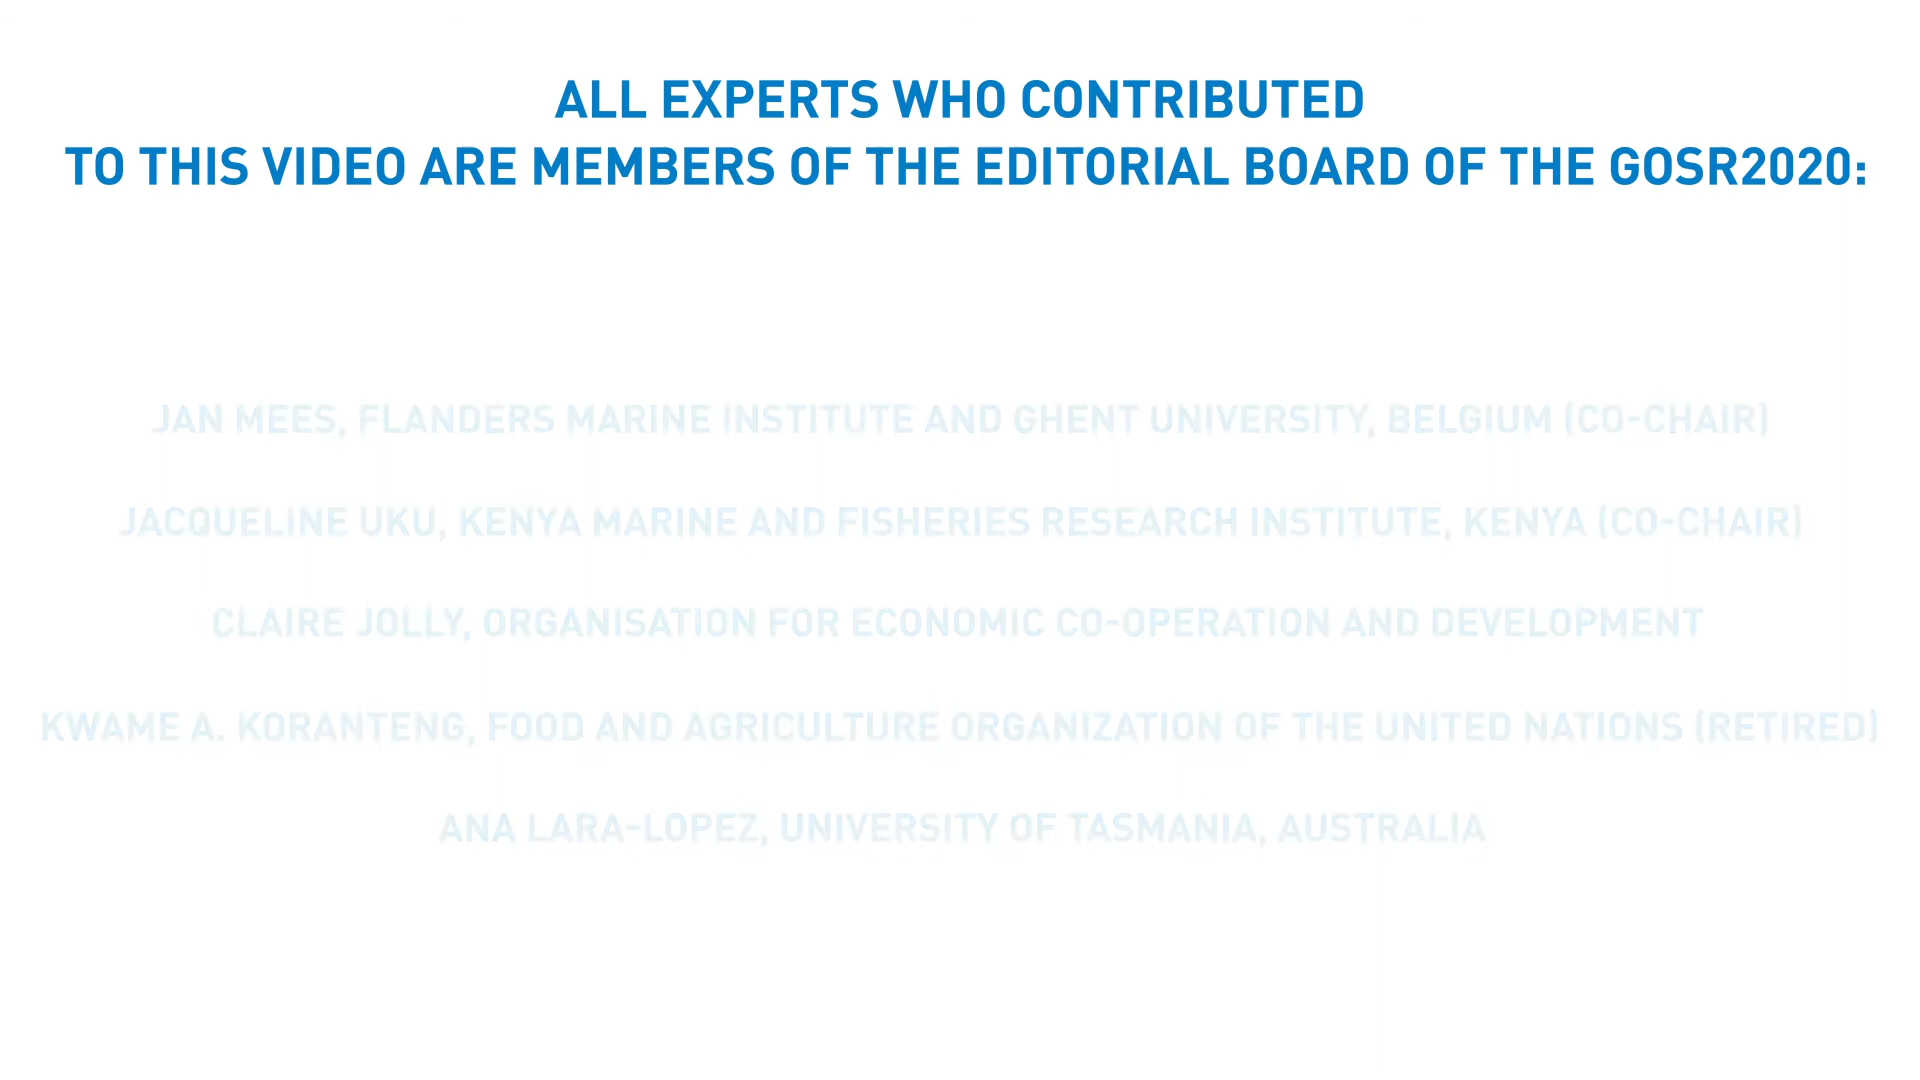 ALL EXPERTS WHO CONTRIBUTED
TO THIS VIDEO ARE MEMBERS OF THE EDITORIAL BOARD OF THE GOSR2020:
JAN MEES, FLANDERS MARINE INSTITUTE AND GHENT UNIVERSITY, BELGIUM (CO-CHAIR)
JACQUELINE UKU, KENYA MARINE AND FISHERIES RESEARCH INSTITUTE, KENYA (CO-CHAIR)
CLAIRE JOLLY, ORGANISATION FOR ECONOMIC CO-OPERATION AND DEVELOPMENT
KWAME A. KORANTENG, FOOD AND AGRICULTURE ORGANIZATION OF THE UNITED NATIONS (RETIRED)
ANA LARA-LOPEZ, UNIVERSITY OF TASMANIA, AUSTRALIA